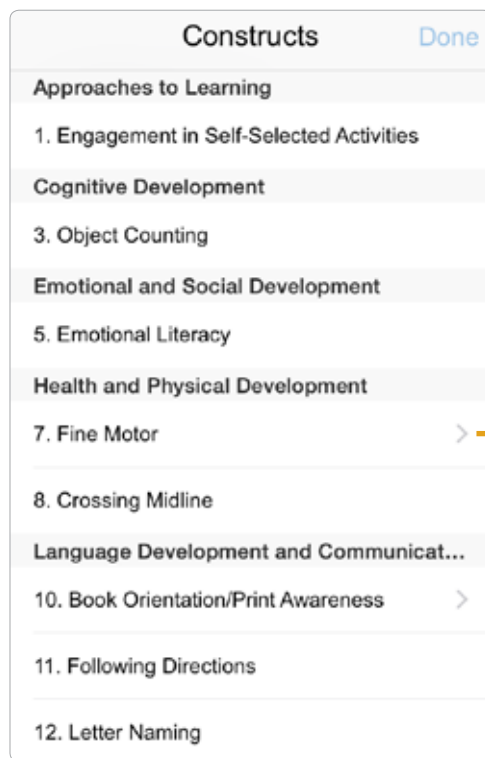 Constructs Done
Approaches to Learning
1. Engagement in Self-Selected Activities
Cognitive Development
3. Object Counting
Emotional and Social Development
5. Emotional Literacy
Health and Physical Development
7. Fine Motor
8. Crossing Midline
Language Development and Communicat...
10. Book Orientation/Print Awareness
11. Following Directions
12. Letter Naming